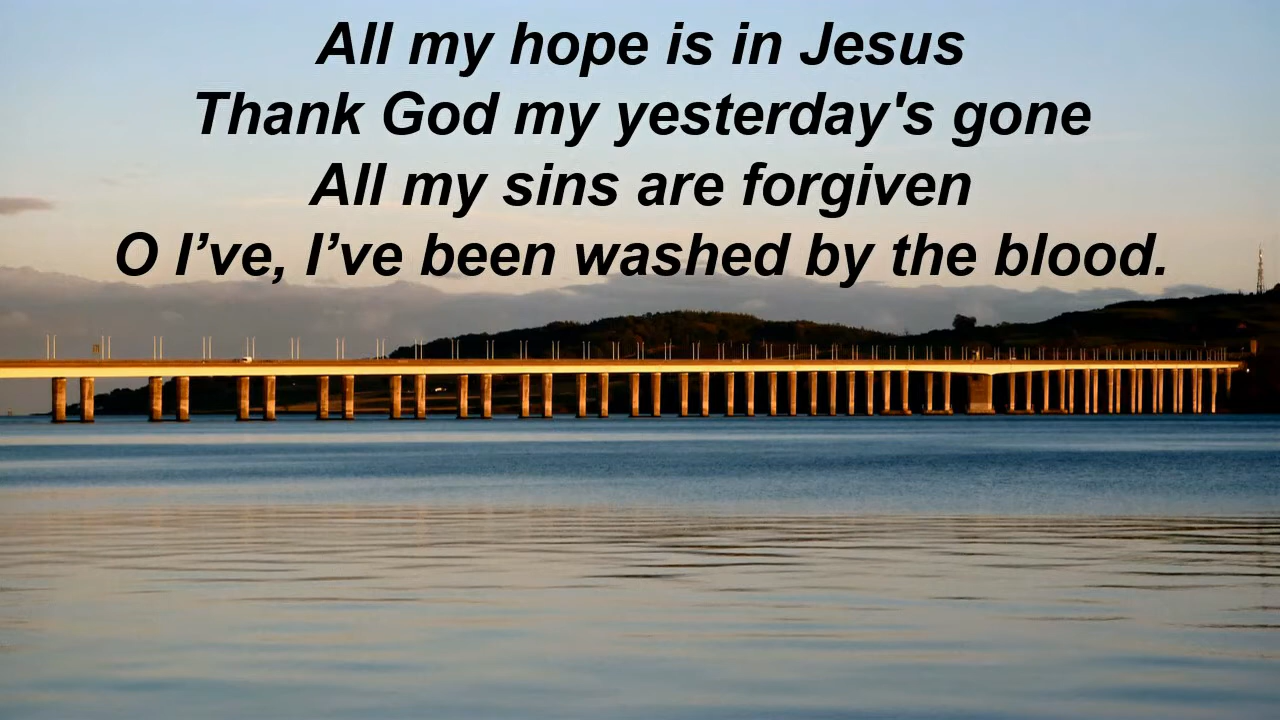 All my hope is in Jesus
Thank God my yesterday's gone
All my sins are forgiven
O I’ve, I’ve been washed by the blood.